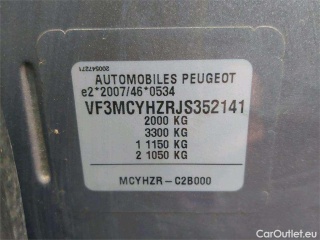 200547271
AUTOMOBILES PEUGEOT
e2*2007/46*0534
VF3MCYHZRJS352141
2000 KG
3300 KG
1 1150 KG
2 1050 KG
MCYHZR-C2B000
CarOutlet.eu